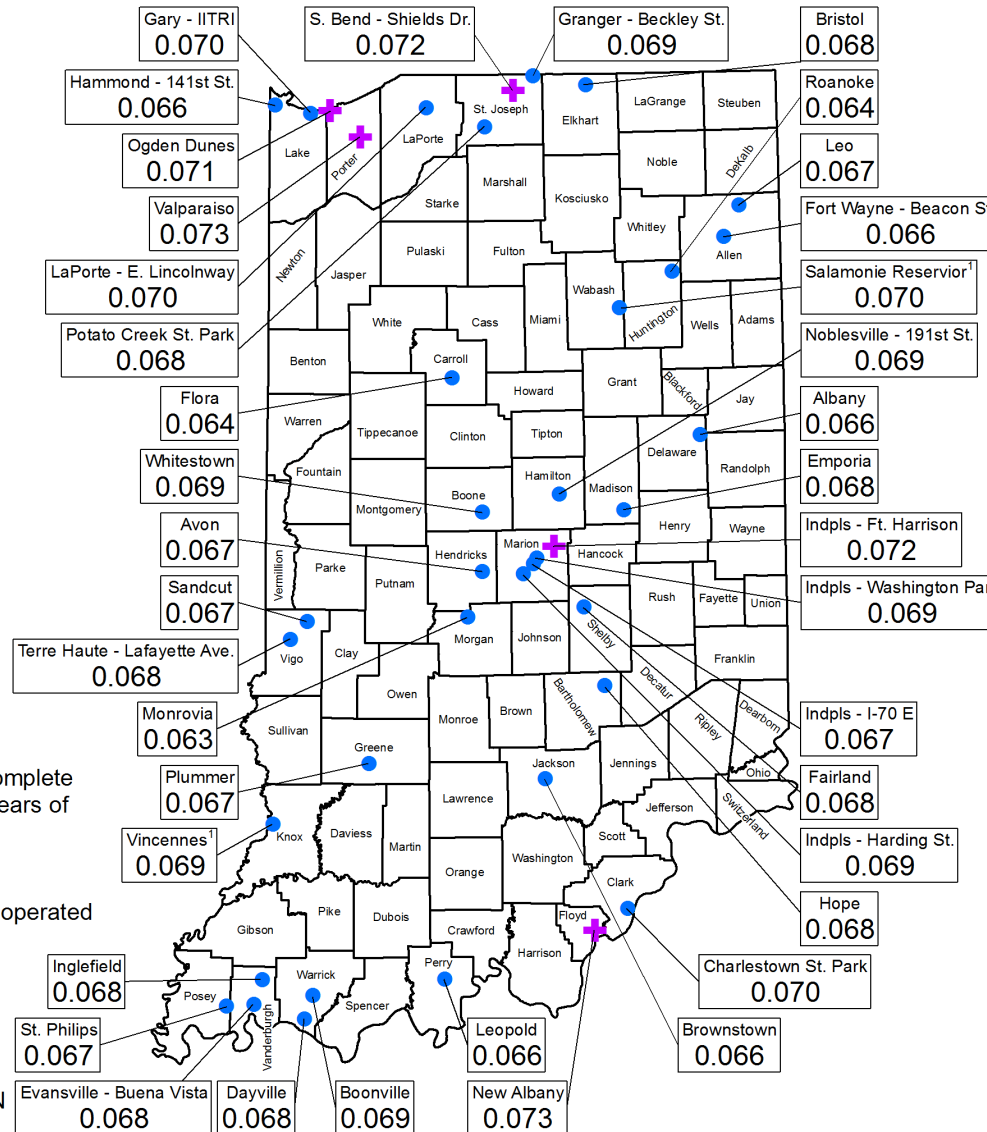 Gary - IITRI
0.070
S. Bend - Shields Dr.
0.072
Granger - Beckley St.
0.069
Bristol
0.068
Hammond - 141st St.
0.066
Roanoke
0.064
Ogden Dunes
0.071
Leo
0.067
Valparaiso
0.073
Fort Wayne - Beacon St
0.066
LaPorte - E. Lincolnway
0.070
Salamonie Reservior¹
0.070
Potato Creek St. Park
0.068
Noblesville - 191st St.
0.069
Flora
0.064
Albany
0.066
Whitestown
0.069
Emporia
0.068
Avon
0.067
Indpls - Ft. Harrison
0.072
Sandcut
0.067
Indpls - Washington Par
0.069
Terre Haute - Lafayette Ave.
0.068
Monrovia
0.063
Indpls - I-70 E
0.067
Plummer
0.067
Fairland
0.068
Vincennes¹
0.069
Indpls - Harding St.
0.069
Hope
0.068
Inglefield
0.068
Charlestown St. Park
0.070
St. Philips
0.067
Leopold
0.066
Brownstown
0.066
Evansville - Buena Vista
0.068
Dayville
0.068
Boonville
0.069
New Albany
0.073
omplete
ears of
operated
N
Lake
Porter
LaPorte
St. Joseph
Elkhart
LaGrange
Steuben
Noble
DeKalb
Marshall
Starke
Kosciusko
Whitley
Allen
Newton
Jasper
Pulaski
Fulton
Wabash
Huntington
Wells
Adams
White
Cass
Miami
Benton
Carroll
Howard
Grant
Blackford
Jay
Warren
Tippecanoe
Clinton
Tipton
Delaware
Randolph
Fountain
Montgomery
Boone
Hamilton
Madison
Henry
Wayne
Vermillion
Parke
Putnam
Hendricks
Marion
Hancock
Rush
Fayette
Union
Vigo
Clay
Owen
Morgan
Johnson
Shelby
Franklin
Decatur
Sullivan
Greene
Monroe
Brown
Bartholomew
Ripley
Dearborn
Ohio
Switzerland
Jennings
Jackson
Lawrence
Jefferson
Scott
Knox
Daviess
Martin
Orange
Washington
Clark
Floyd
Gibson
Pike
Dubois
Crawford
Harrison
Perry
Posey
Vanderburgh
Warrick
Spencer